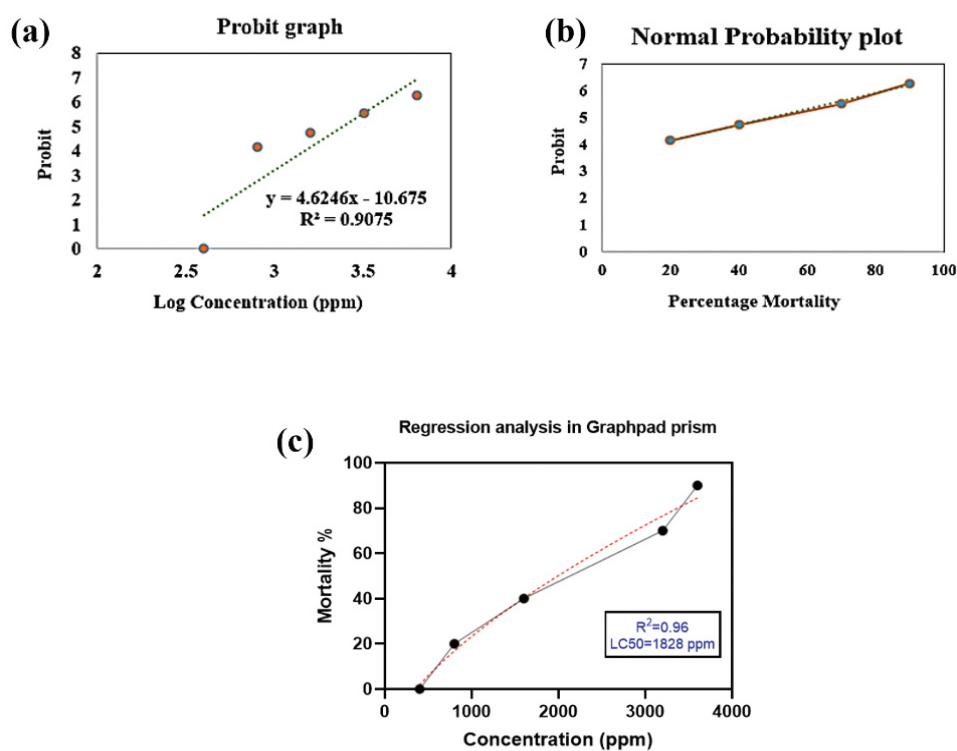 (a)
Probit graph
8
7
6
5
4
3
2
1
0
Probit
y = 4.6246x - 10.675
R² = 0.9075
2
2.5
3
3.5
4
Log Concentration (ppm)
(b)
Normal Probability plot
7
6
5
4
3
2
1
0
Probit
0
20
40
60
80
100
Percentage Mortality
(c)
Regression analysis in Graphpad prism
100
80
60
40
20
0
Mortality %
R²=0.96
LC50=1828 ppm
0
1000
2000
3000
4000
Concentration (ppm)